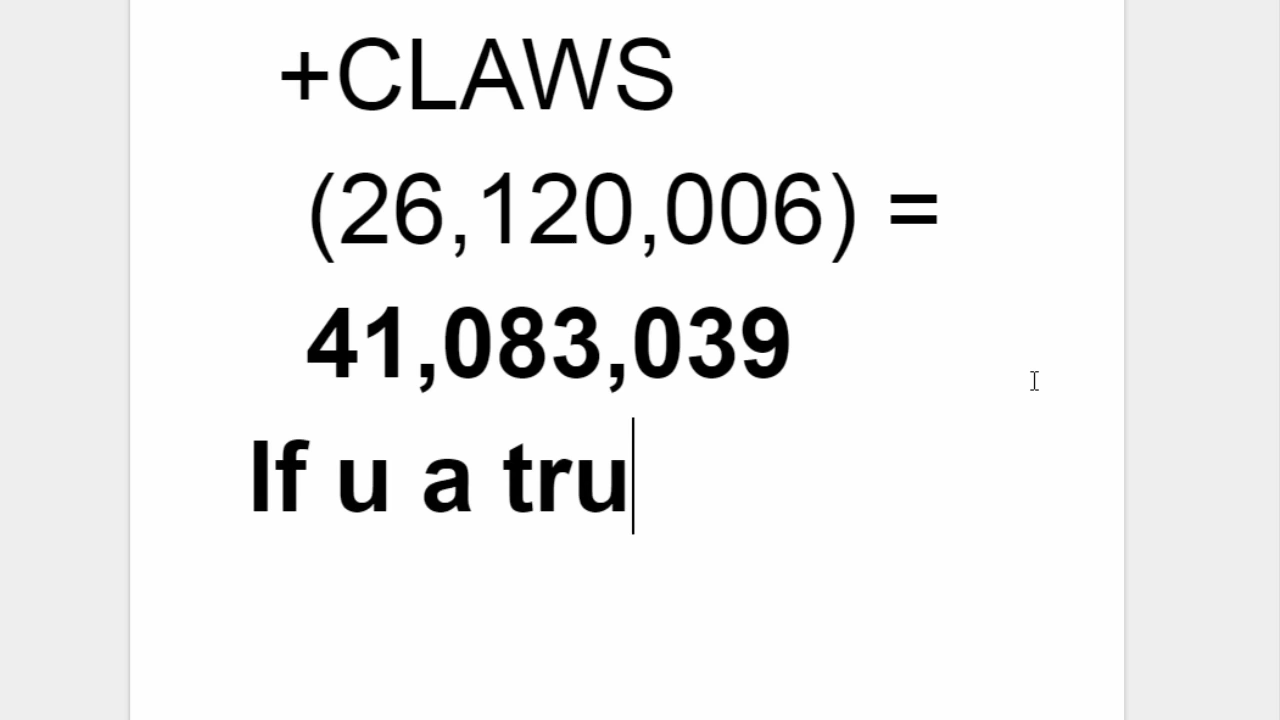 +CLAWS
(26,120,006) =
41,083,039
If u a tru